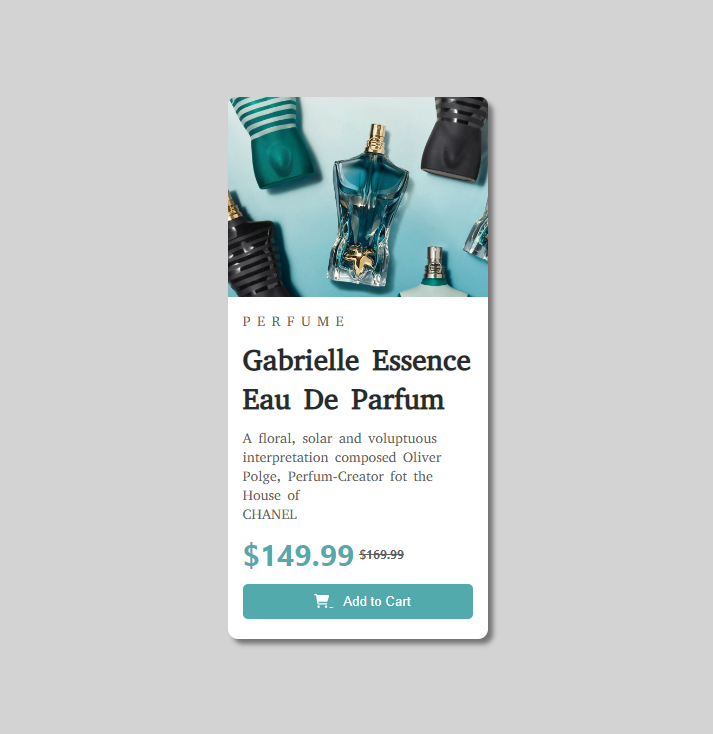 PERFUME
Gabrielle Essence
Eau De Parfum
A floral, solar and voluptuous
interpretation composed Oliver
Polge, Perfum-Creator fot the
House of
CHANEL
$149.99 $169.99
Add to Cart